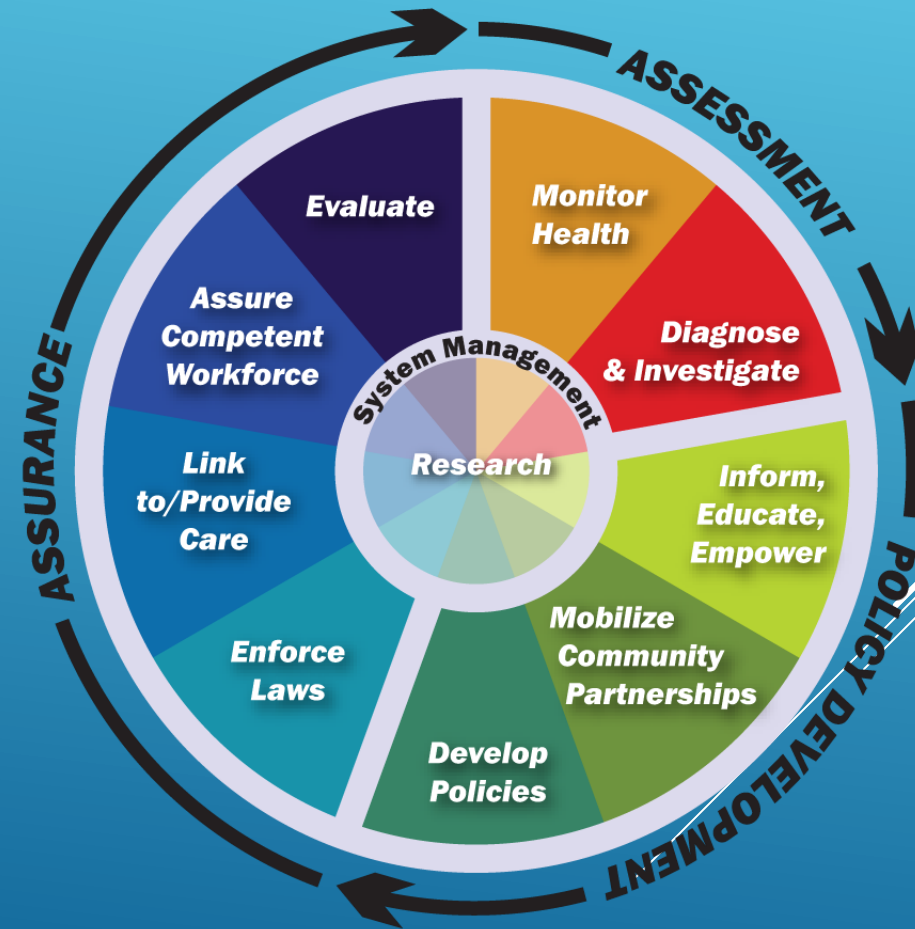 ASSESSMENT
Monitor
Health
Diagnose
& Investigate
Inform,
Educate,
Empower
Mobilize
Community
Partnerships
Develop
Policies
POLICY DEVELOPMENT
Enforce
Laws
Link
to/Provide
Care
Assure
Competent
Workforce
Evaluate
ASSURANCE
System Management
Research